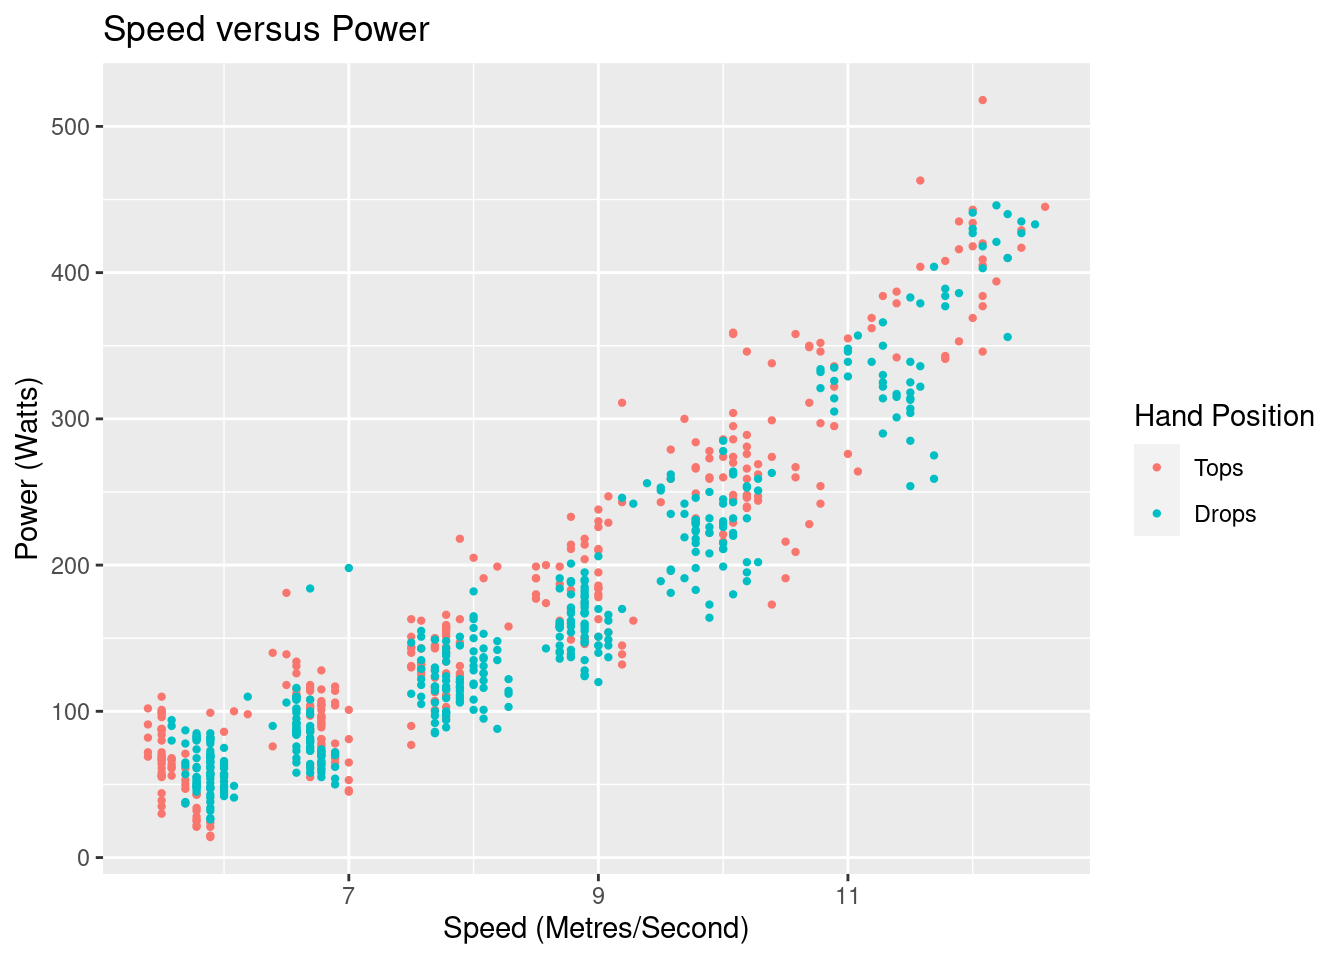 Speed versus Power
500
400
300
200
100
0
Power (Watts)
7
9
11
Speed (Metres/Second)
Hand Position
Tops
Drops